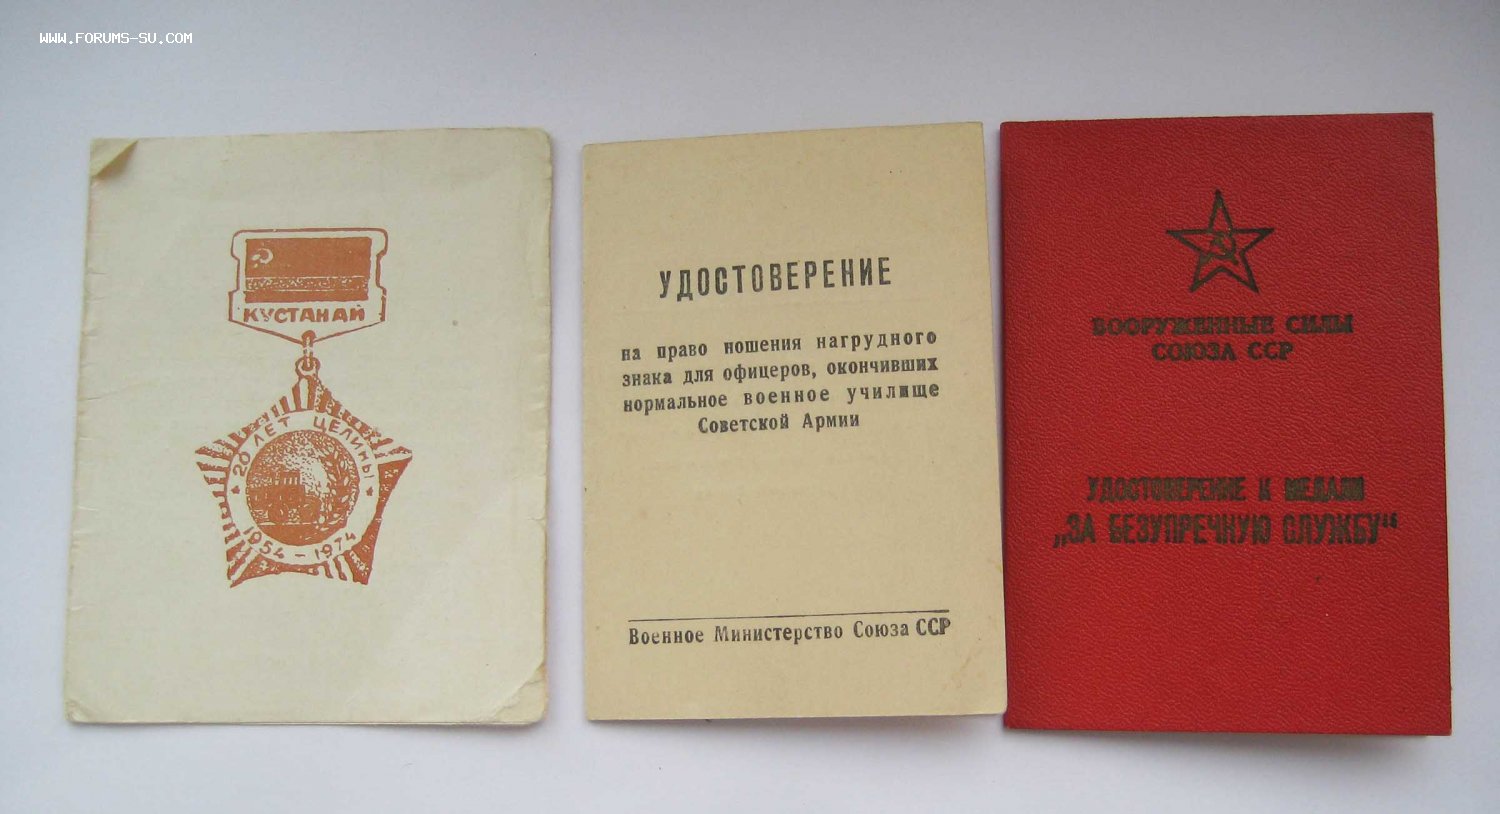 WWW.FORUMS-SU.COM
КУСТАНАЙ
20 ЛЕТ ЦЕЛИНЫ
1954-1974
УДОСТОВЕРЕНИЕ
на право ношения нагрудного
знака для офицеров, окончивших
нормальное военное училище
Советской Армии
Военное Министерство Союза ССР
ВООРУЖЕННЫЕ СИЛЫ
СОЮЗА ССР
УДОСТОВЕРЕНИЕ К МЕДАЛИ
„ЗА БЕЗУПРЕЧНУЮ СЛУЖБУ“